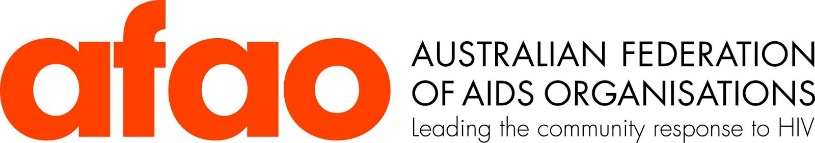 afao
AUSTRALIAN FEDERATION
OF AIDS ORGANISATIONS
Leading the community response to HIV